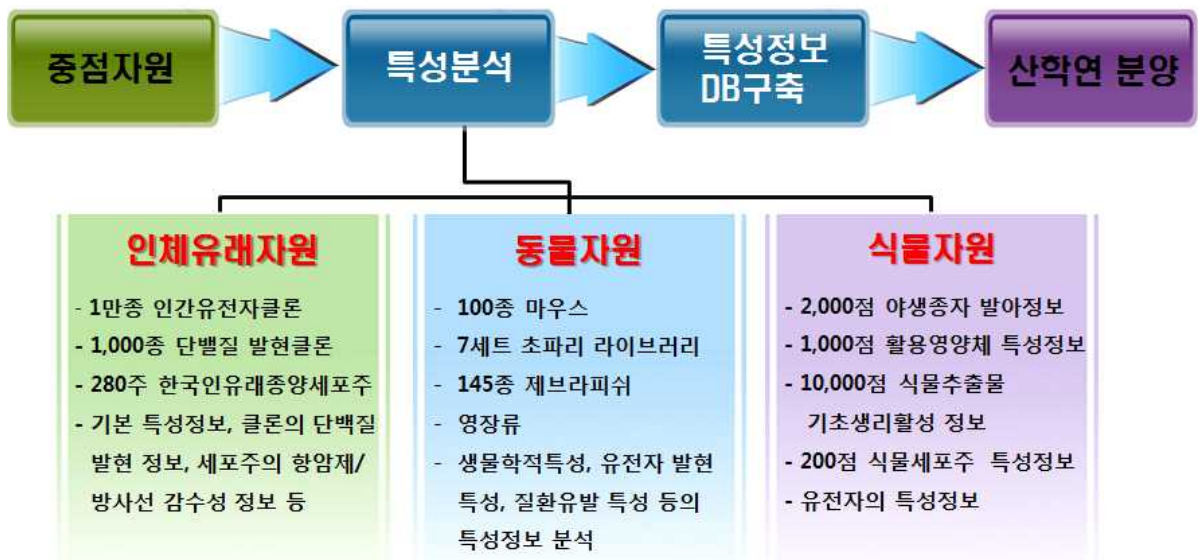 중점자원
특성분석
특성정보
DB구축
산학연 분양
인체유래자원
- 1만종 인간유전자클론
- 1,000종 단밸질 발현클론
- 280주 한국인유래종양세포주
- 기본 특성정보, 클론의 단백질
발현 정보, 세포주의 항암제/
방사선 감수성 정보 등
동물자원
- 100종 마우스
- 7세트 초파리 라이브러리
- 145종 제브라피쉬
- 영장류
- 생물학적특성, 유전자 발현
특성, 질환유발 특성 등의
특성정보 분석
식물자원
- 2,000점 야생종자 발아정보
- 1,000점 활용영양체 특성정보
- 10,000점 식물추출물
기초생리활성 정보
- 200점 식물세포주 특성정보
- 유전자의 특성정보